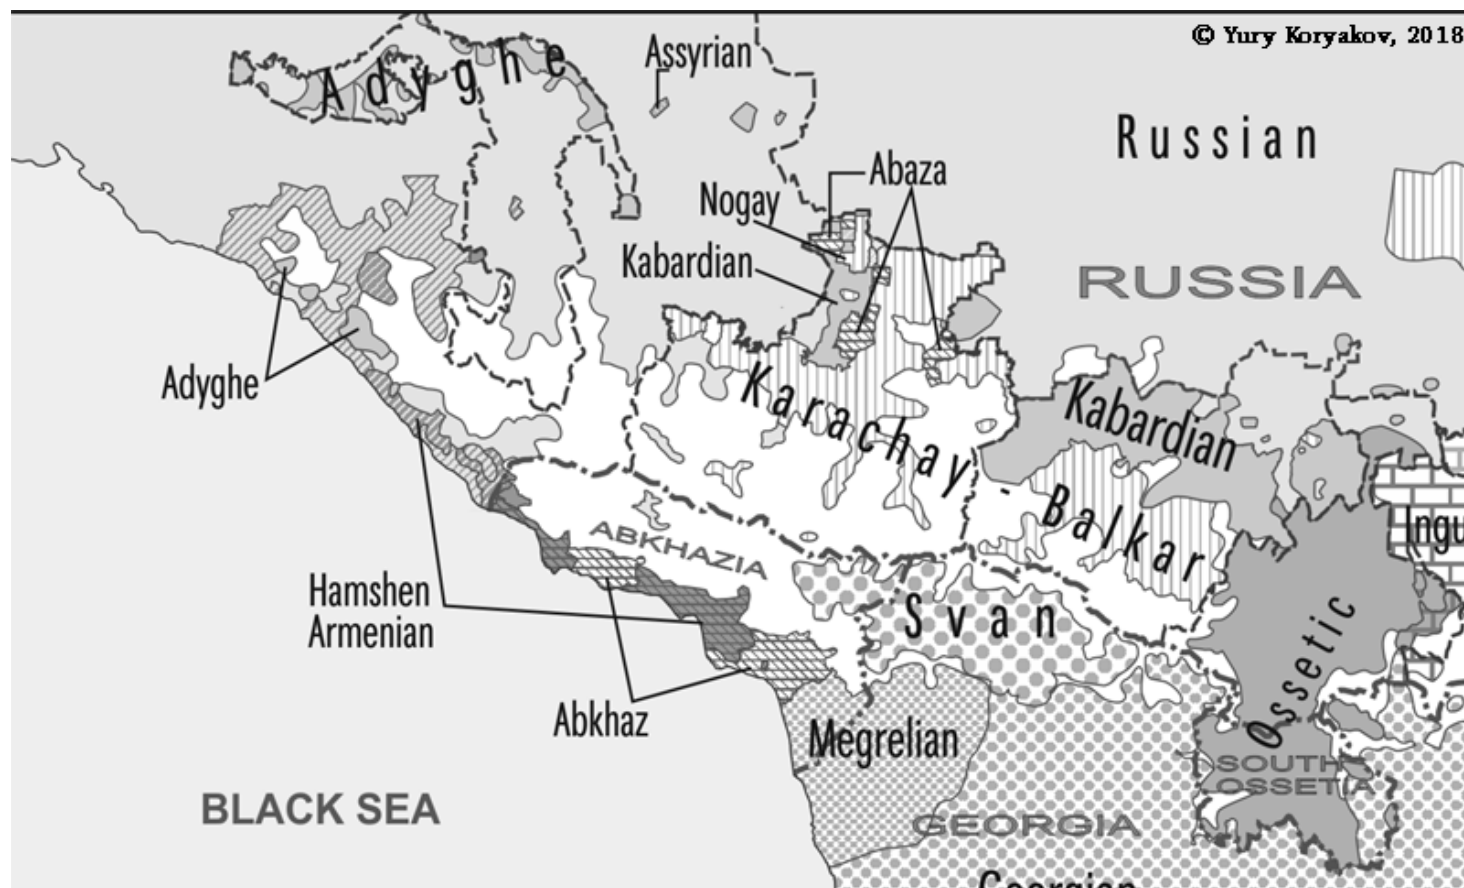 © Yury Koryakov, 2018
Adyghe
Assyrian
Russian
Abaza
Nogay
Kabardian
RUSSIA
Adyghe
Karachay - Balkar
Kabardian
Ingu
ABKHAZIA
Hamshen
Armenian
Svan
Ossetic
Abkhaz
Megrelian
SOUTH
OSSETIA
BLACK SEA
GEORGIA
Georgian